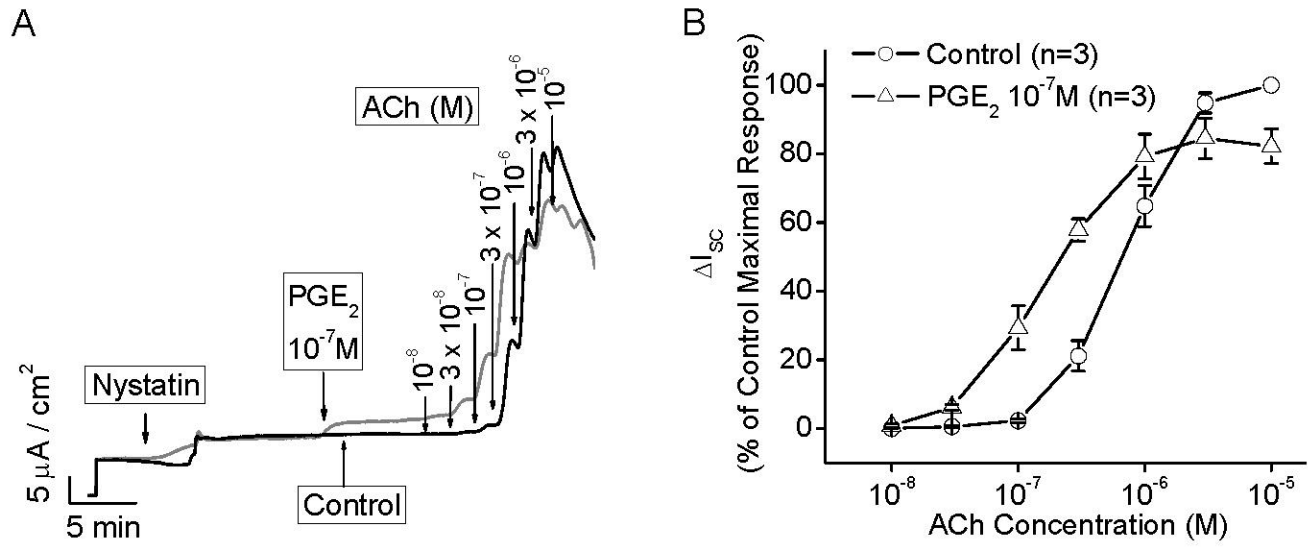 A
ACh (M)
10⁻⁸
3 x 10⁻⁸
10⁻⁷
3 x 10⁻⁷
10⁻⁶
3 x 10⁻⁶
10⁻⁵
PGE₂
10⁻⁷M
Nystatin
Control
5 μA / cm²
5 min
B
Control (n=3)
PGE₂ 10⁻⁷M (n=3)
ΔI_SC
(% of Control Maximal Response)
100
80
60
40
20
0
10⁻⁸
10⁻⁷
10⁻⁶
10⁻⁵
ACh Concentration (M)